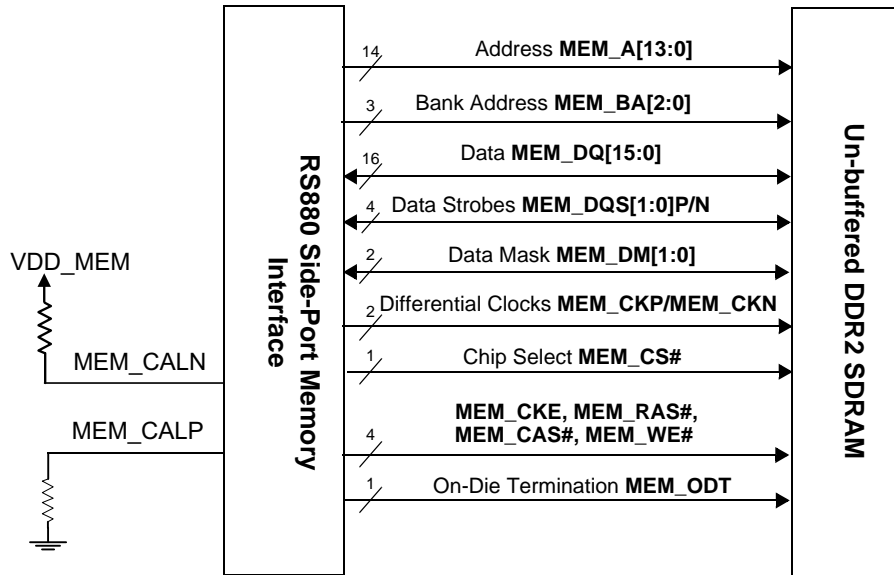 14
Address MEM_A[13:0]
3
Bank Address MEM_BA[2:0]
16
Data MEM_DQ[15:0]
4
Data Strobes MEM_DQS[1:0]P/N
2
Data Mask MEM_DM[1:0]
2
Differential Clocks MEM_CKP/MEM_CKN
1
Chip Select MEM_CS#
MEM_CKE, MEM_RAS#,
4
MEM_CAS#, MEM_WE#
1
On-Die Termination MEM_ODT
RS880 Side-Port Memory
Interface
Un-buffered DDR2 SDRAM
VDD_MEM
MEM_CALN
MEM_CALP